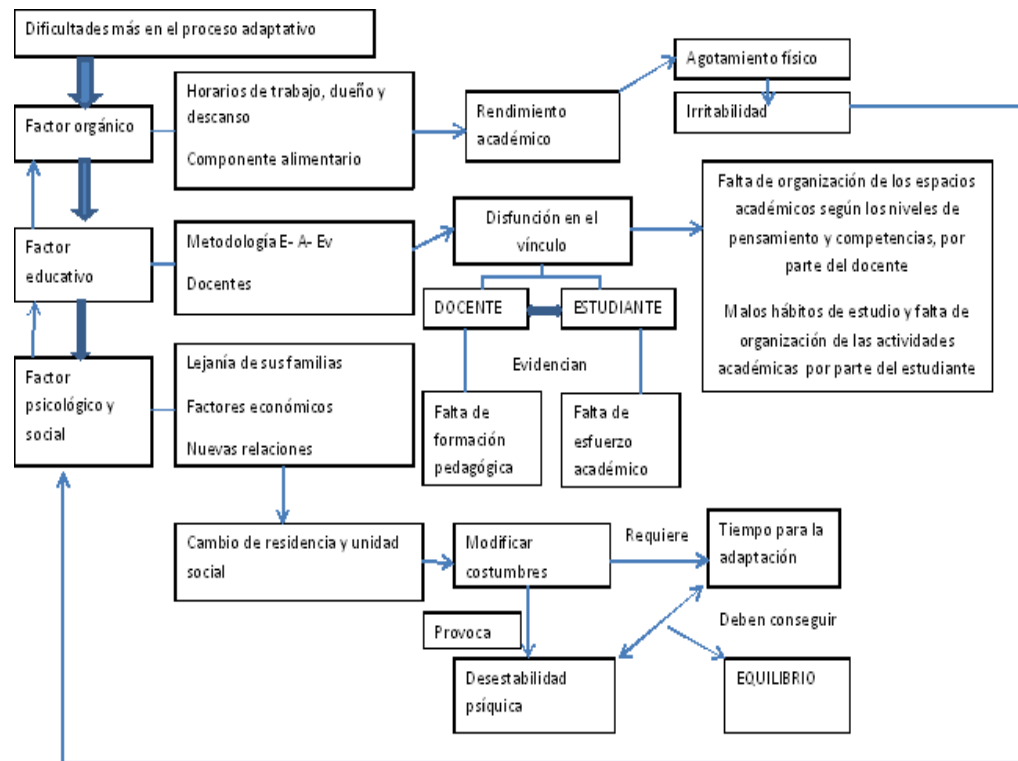 Dificultades más en el proceso adaptativo
Factor orgánico
Horarios de trabajo, dueño y
descanso
Componente alimentario
Rendimiento
académico
Agotamiento físico
Irritabilidad
Factor
educativo
Metodología E- A- Ev
Docentes
Disfunción en el
vínculo
DOCENTE
ESTUDIANTE
Evidencian
Falta de
formación
pedagógica
Falta de
esfuerzo
académico
Falta de organización de los espacios
académicos según los niveles de
pensamiento y competencias, por
parte del docente
Malos hábitos de estudio y falta de
organización de las actividades
académicas por parte del estudiante
Factor
psicológico y
social
Lejanía de sus familias
Factores económicos
Nuevas relaciones
Cambio de residencia y unidad
social
Modificar
costumbres
Requiere
Tiempo para la
adaptación
Provoca
Desestabilidad
psíquica
Deben conseguir
EQUILIBRIO